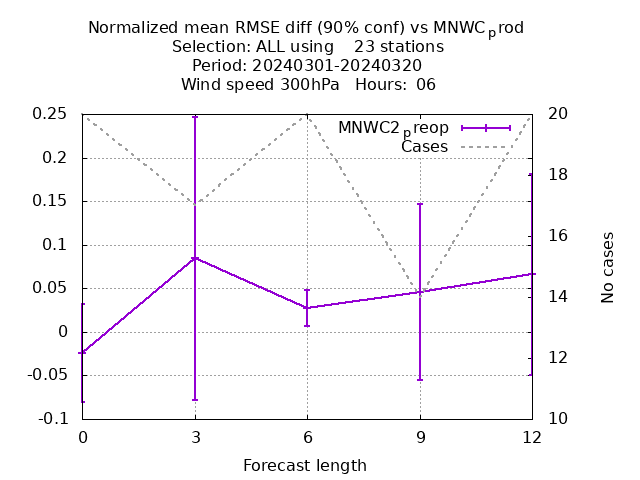 Normalized mean RMSE diff (90% conf) vs MNWCprod
Selection: ALL using 23 stations
Period: 20240301-20240320
Wind speed 300hPa Hours: 06
MNWC2preop
Cases
0.25
0.2
0.15
0.1
0.05
0
-0.05
-0.1
20
18
16
14
12
10
No cases
0 3 6 9 12
Forecast length